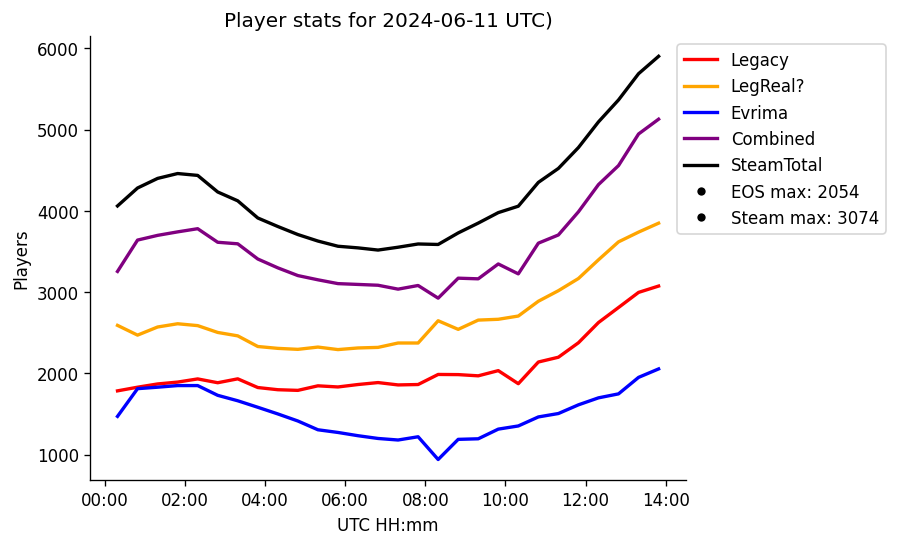 Player stats for 2024-06-11 UTC)
6000
5000
4000
3000
2000
1000
Players
00:00 02:00 04:00 06:00 08:00 10:00 12:00 14:00
UTC HH:mm
Legacy
LegReal?
Evrima
Combined
SteamTotal
EOS max: 2054
Steam max: 3074